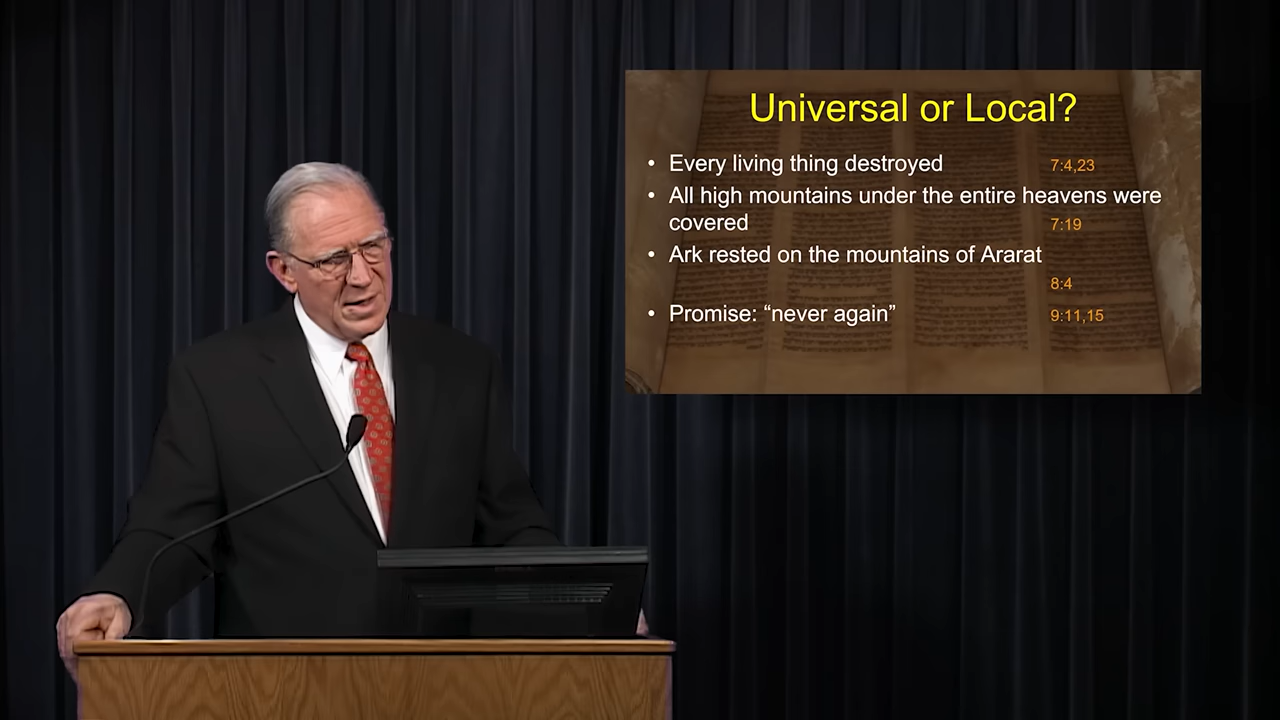 Universal or Local?
• Every living thing destroyed 7:4,23
• All high mountains under the entire heavens were
covered 7:19
• Ark rested on the mountains of Ararat
8:4
• Promise: “never again” 9:11,15